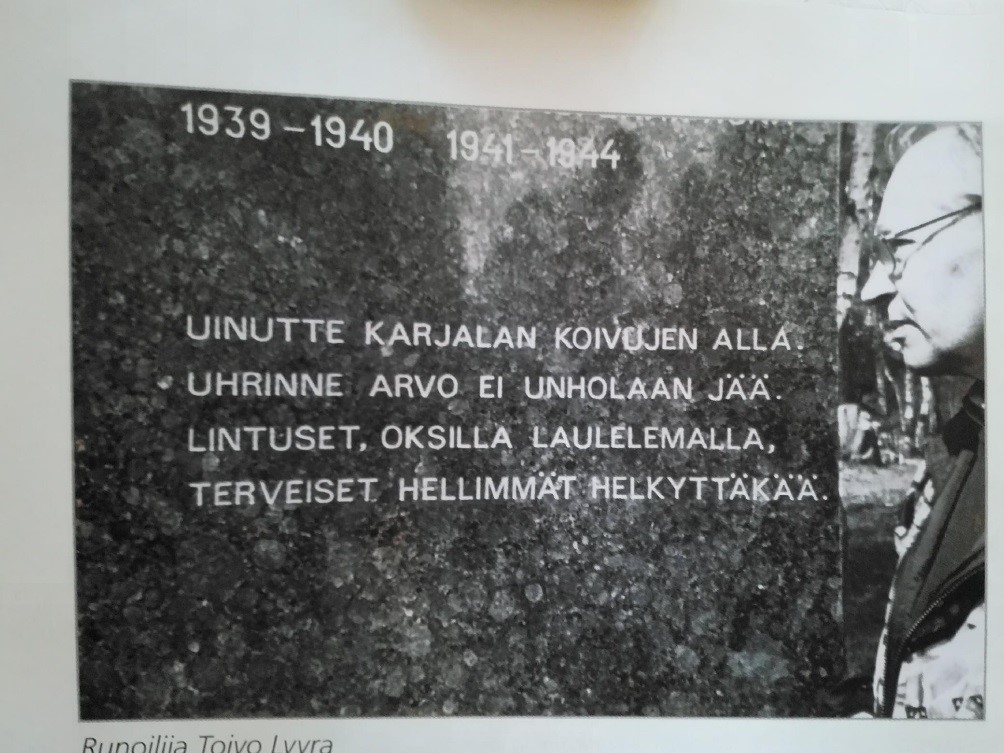 1939 – 1940 1941 – 1944
UINUTTE KARJALAN KOIVUJEN ALLA.
UHRINNE ARVO EI UNHOLAAN JÄÄ.
LINTUSET, OKSILLA LAULELEMALLA,
TERVEISET HELLIMMÄT HELKYTTÄKÄÄ.
Runoilija Toivo Lyyra